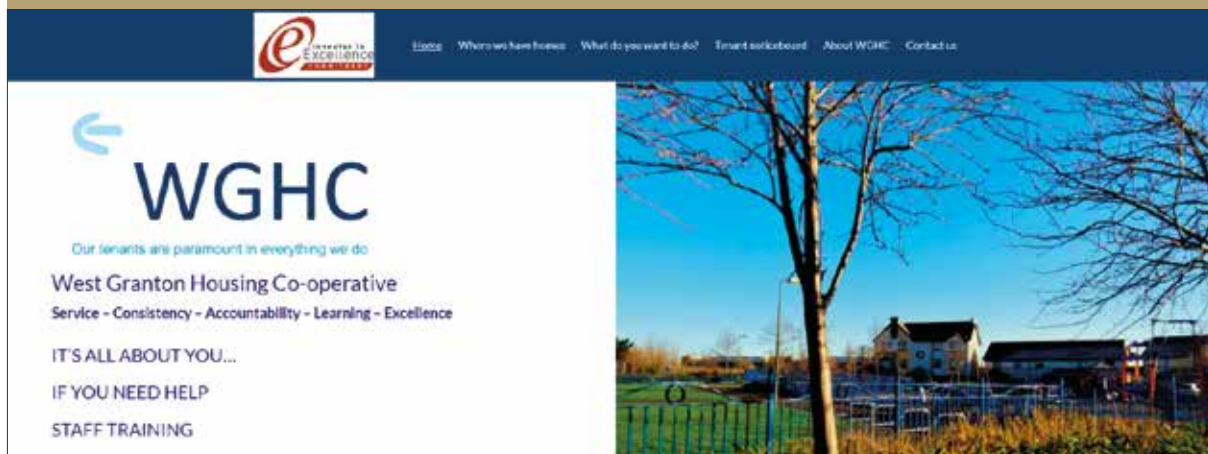 investor in
Excellence
COMMITMENT
Home Where we have homes What do you want to do? Tenant noticeboard About WGHC Contact us
WGHC
Our tenants are paramount in everything we do
West Granton Housing Co-operative
Service – Consistency – Accountability – Learning – Excellence
IT'S ALL ABOUT YOU...
IF YOU NEED HELP
STAFF TRAINING